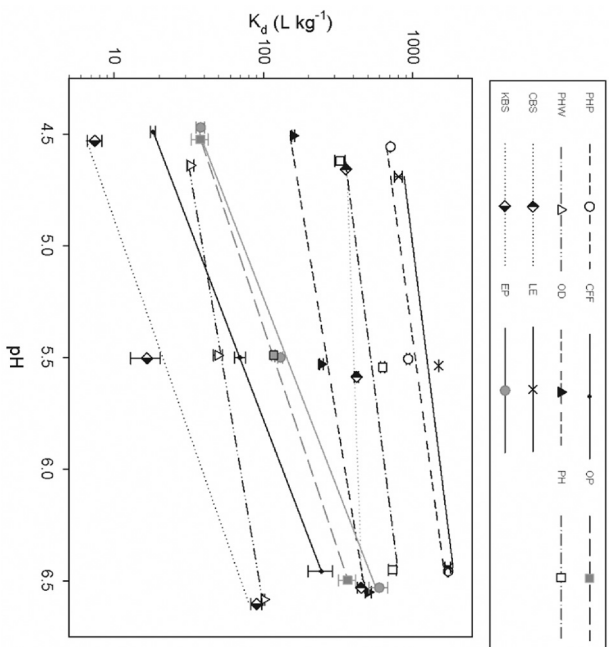 K_d (L kg⁻¹)
10
100
1000
4.5
5.0
5.5
6.0
6.5
pH
PHP
CFF
OP
PHW
OD
PH
CBS
LE
KBS
EP